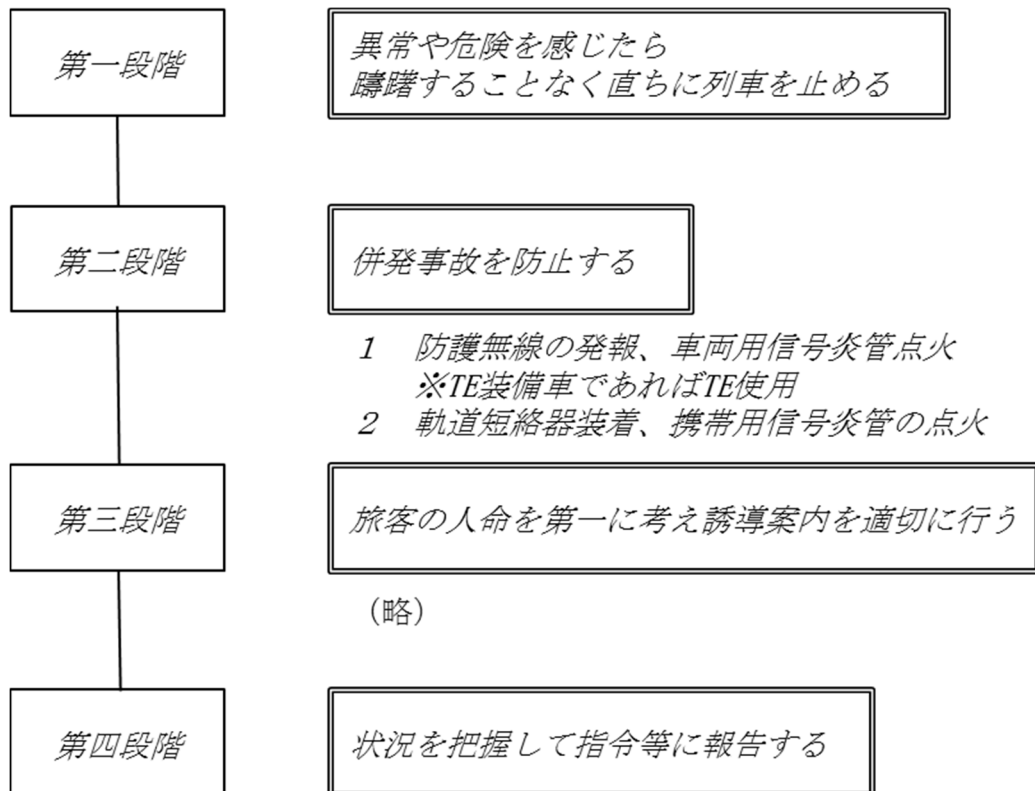 第一段階
異常や危険を感じたら
躊躇することなく直ちに列車を止める
第二段階
併発事故を防止する
1 防護無線の発報、車両用信号炎管点火
※TE装備車であればTE使用
2 軌道短絡器装着、携帯用信号炎管の点火
第三段階
旅客の人命を第一に考え誘導案内を適切に行う
（略）
第四段階
状況を把握して指令等に報告する